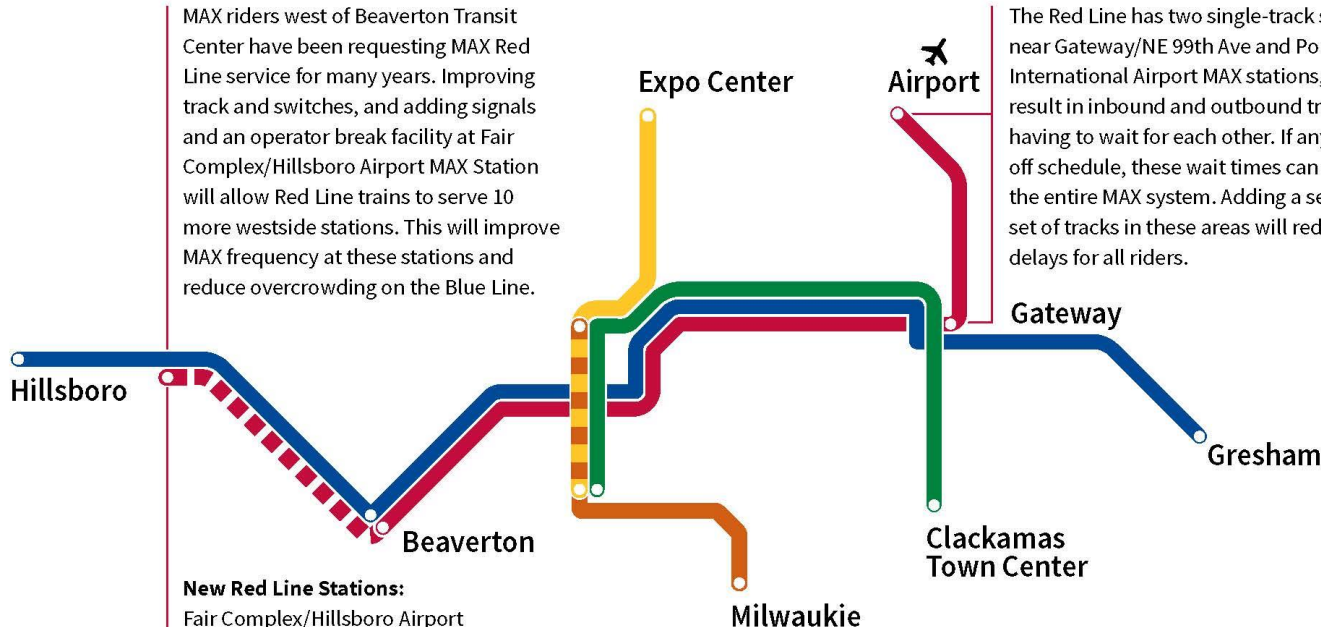 MAX riders west of Beaverton Transit
Center have been requesting MAX Red
Line service for many years. Improving
track and switches, and adding signals
and an operator break facility at Fair
Complex/Hillsboro Airport MAX Station
will allow Red Line trains to serve 10
more westside stations. This will improve
MAX frequency at these stations and
reduce overcrowding on the Blue Line.
Expo Center
Airport
The Red Line has two single-track
near Gateway/NE 99th Ave and
International Airport MAX stations,
result in inbound and outbound
having to wait for each other. If
off schedule, these wait times can
the entire MAX system. Adding a
set of tracks in these areas will
delays for all riders.
Gateway
Hillsboro
Gresham
Beaverton
Clackamas
Town Center
Milwaukie
New Red Line Stations:
Fair Complex/Hillsboro Airport